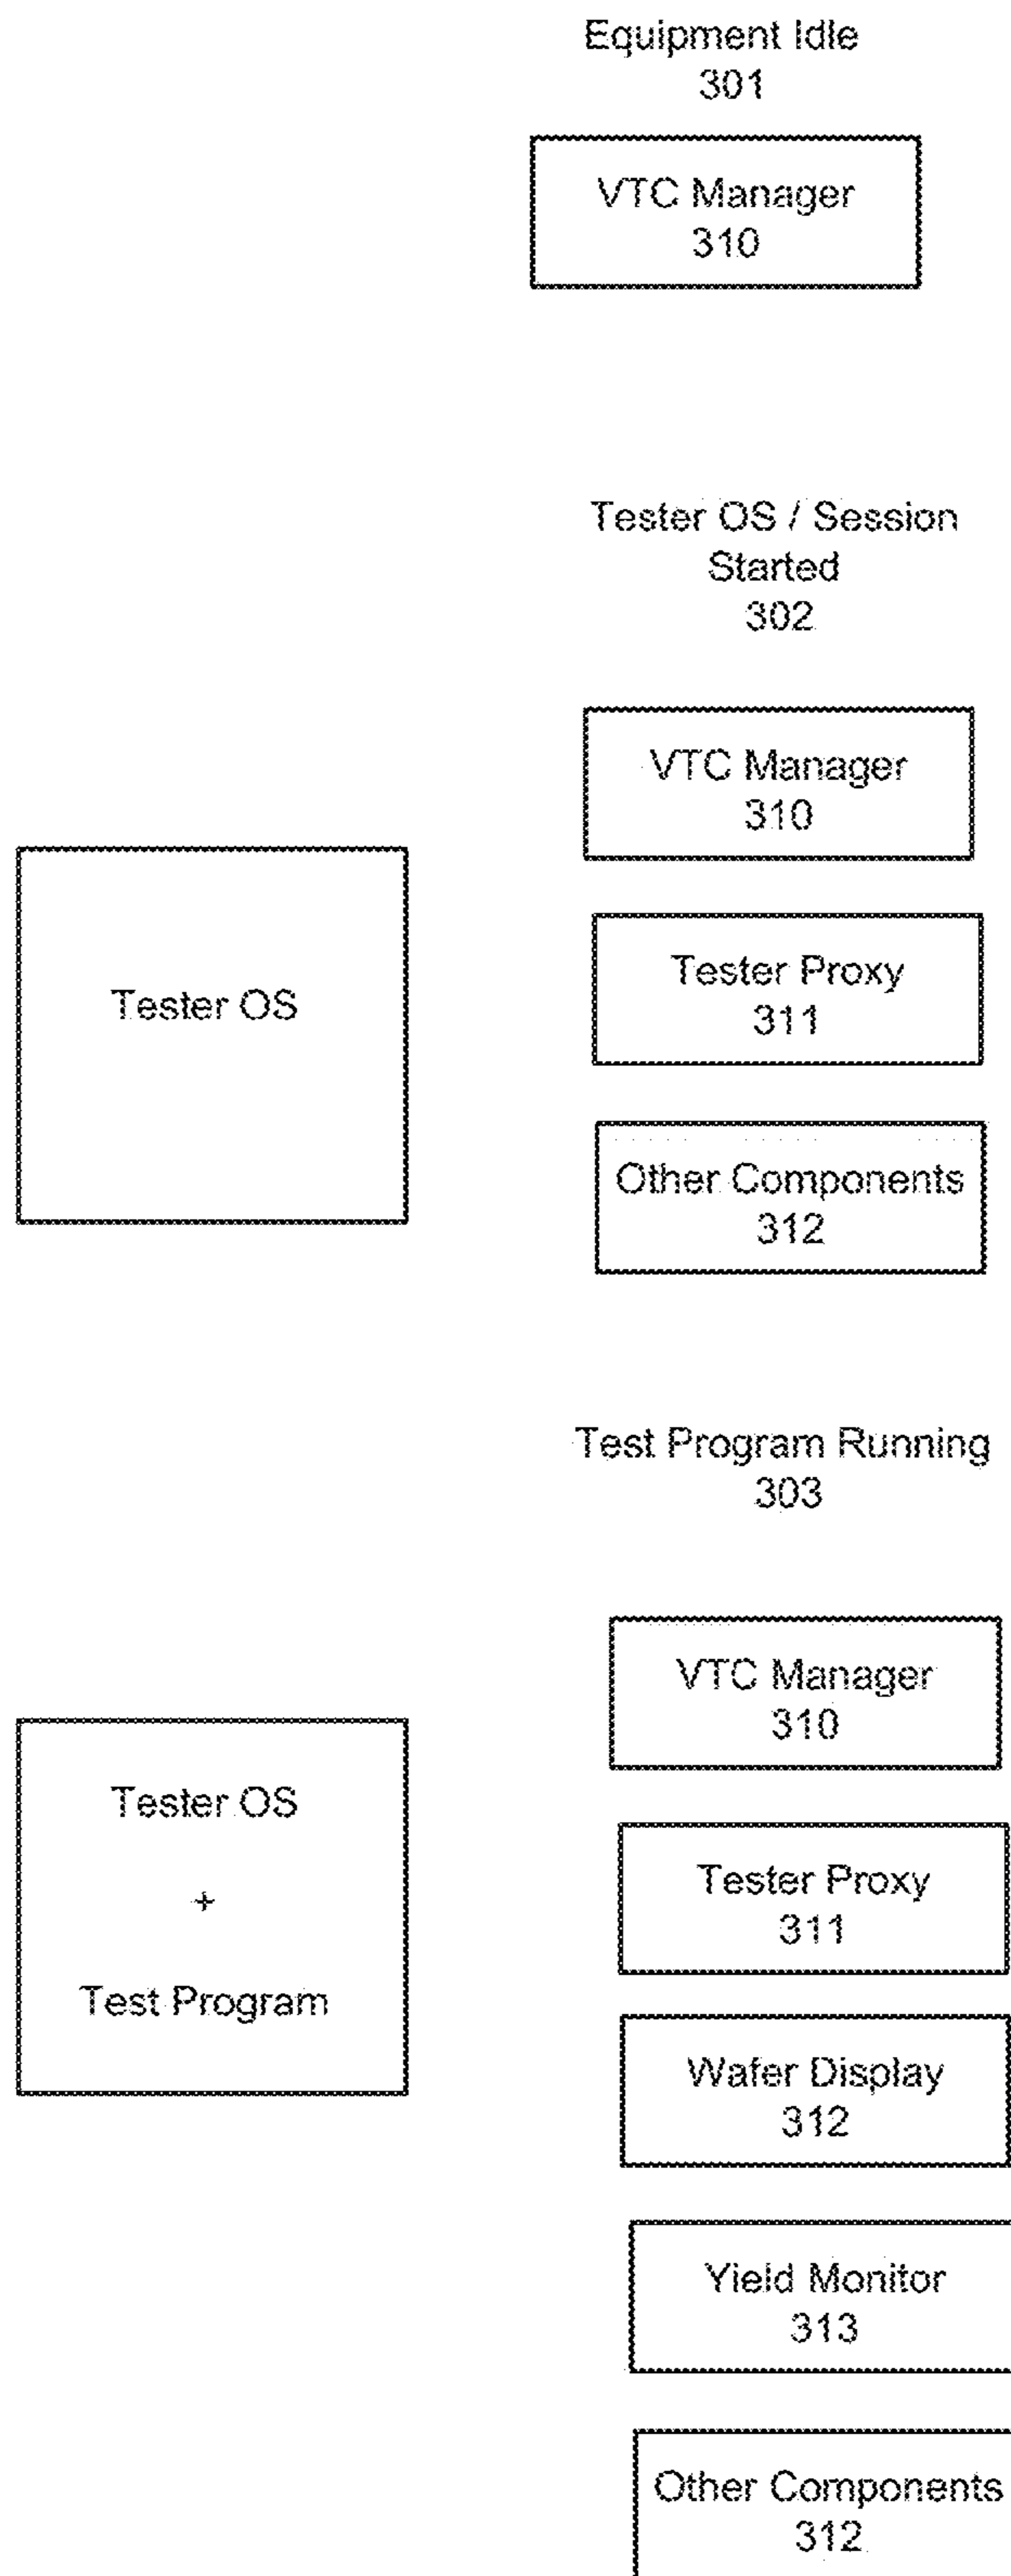 Equipment Idle
301
VTC Manager
310
Tester OS / Session
Started
302
VTC Manager
310
Tester OS
Tester Proxy
311
Other Components
312
Test Program Running
303
VTC Manager
310
Tester OS
+
Test Program
Tester Proxy
311
Wafer Display
312
Yield Monitor
313
Other Components
312